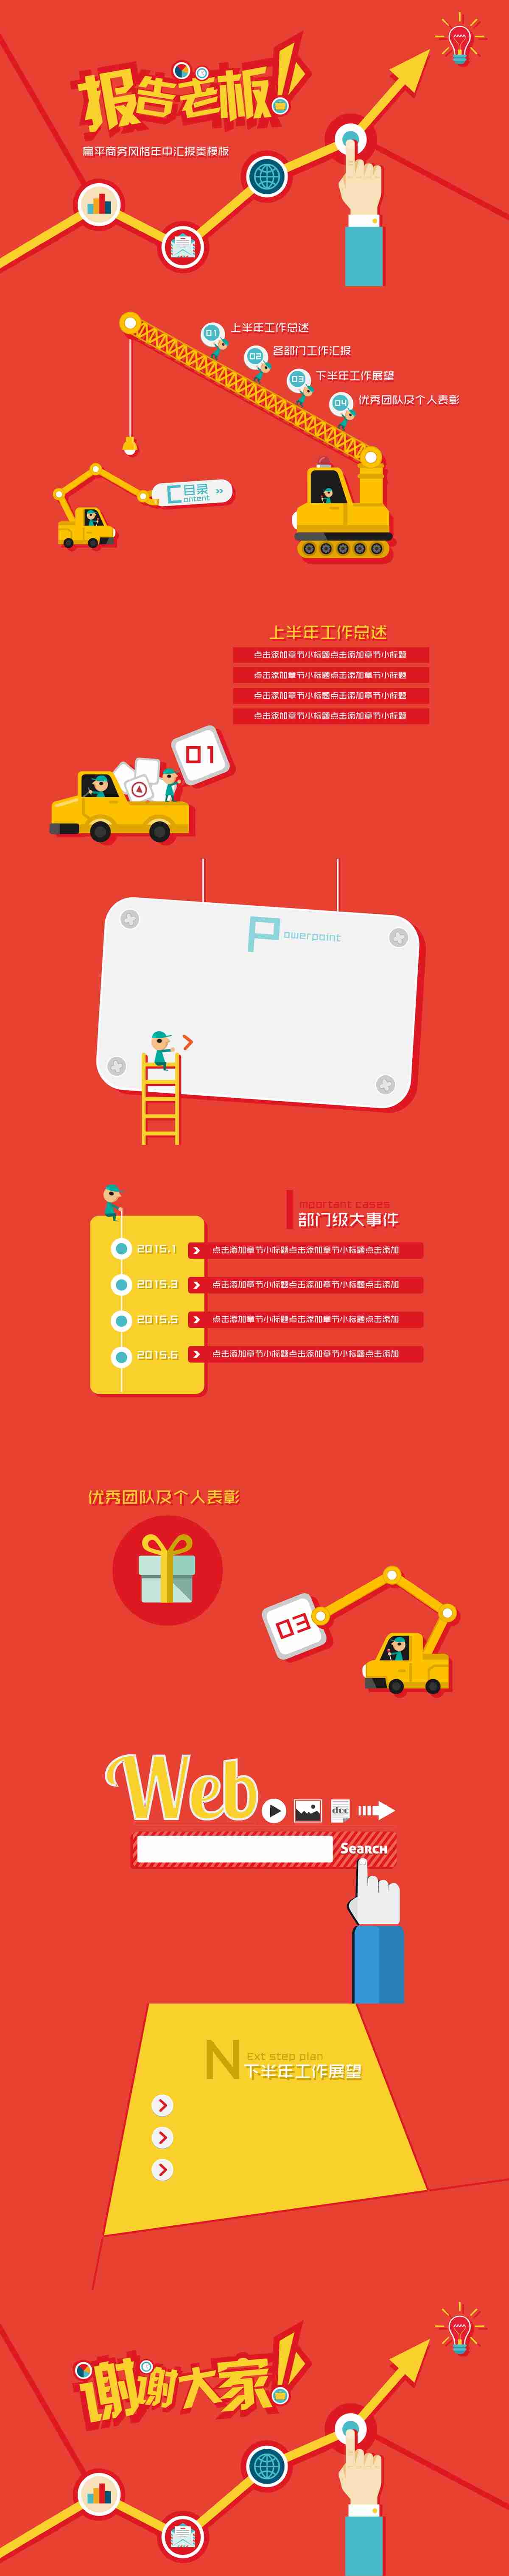 报告老板!
扁平商务风格年中汇报类模板
01 上半年工作总述
02 各部门工作汇报
03 下半年工作展望
04 优秀团队及个人表彰
目录
Content
上半年工作总述
点击添加章节小标题点击添加章节小标题
点击添加章节小标题点击添加章节小标题
点击添加章节小标题点击添加章节小标题
点击添加章节小标题点击添加章节小标题
01
Powerpoint
mportant cases
部门级大事件
2015.1 点击添加章节小标题点击添加章节小标题点击添加
2015.3 点击添加章节小标题点击添加章节小标题点击添加
2015.5 点击添加章节小标题点击添加章节小标题点击添加
2015.6 点击添加章节小标题点击添加章节小标题点击添加
优秀团队及个人表彰
03
Web
doc
Search
NExt step plan
下半年工作展望
谢谢大家!